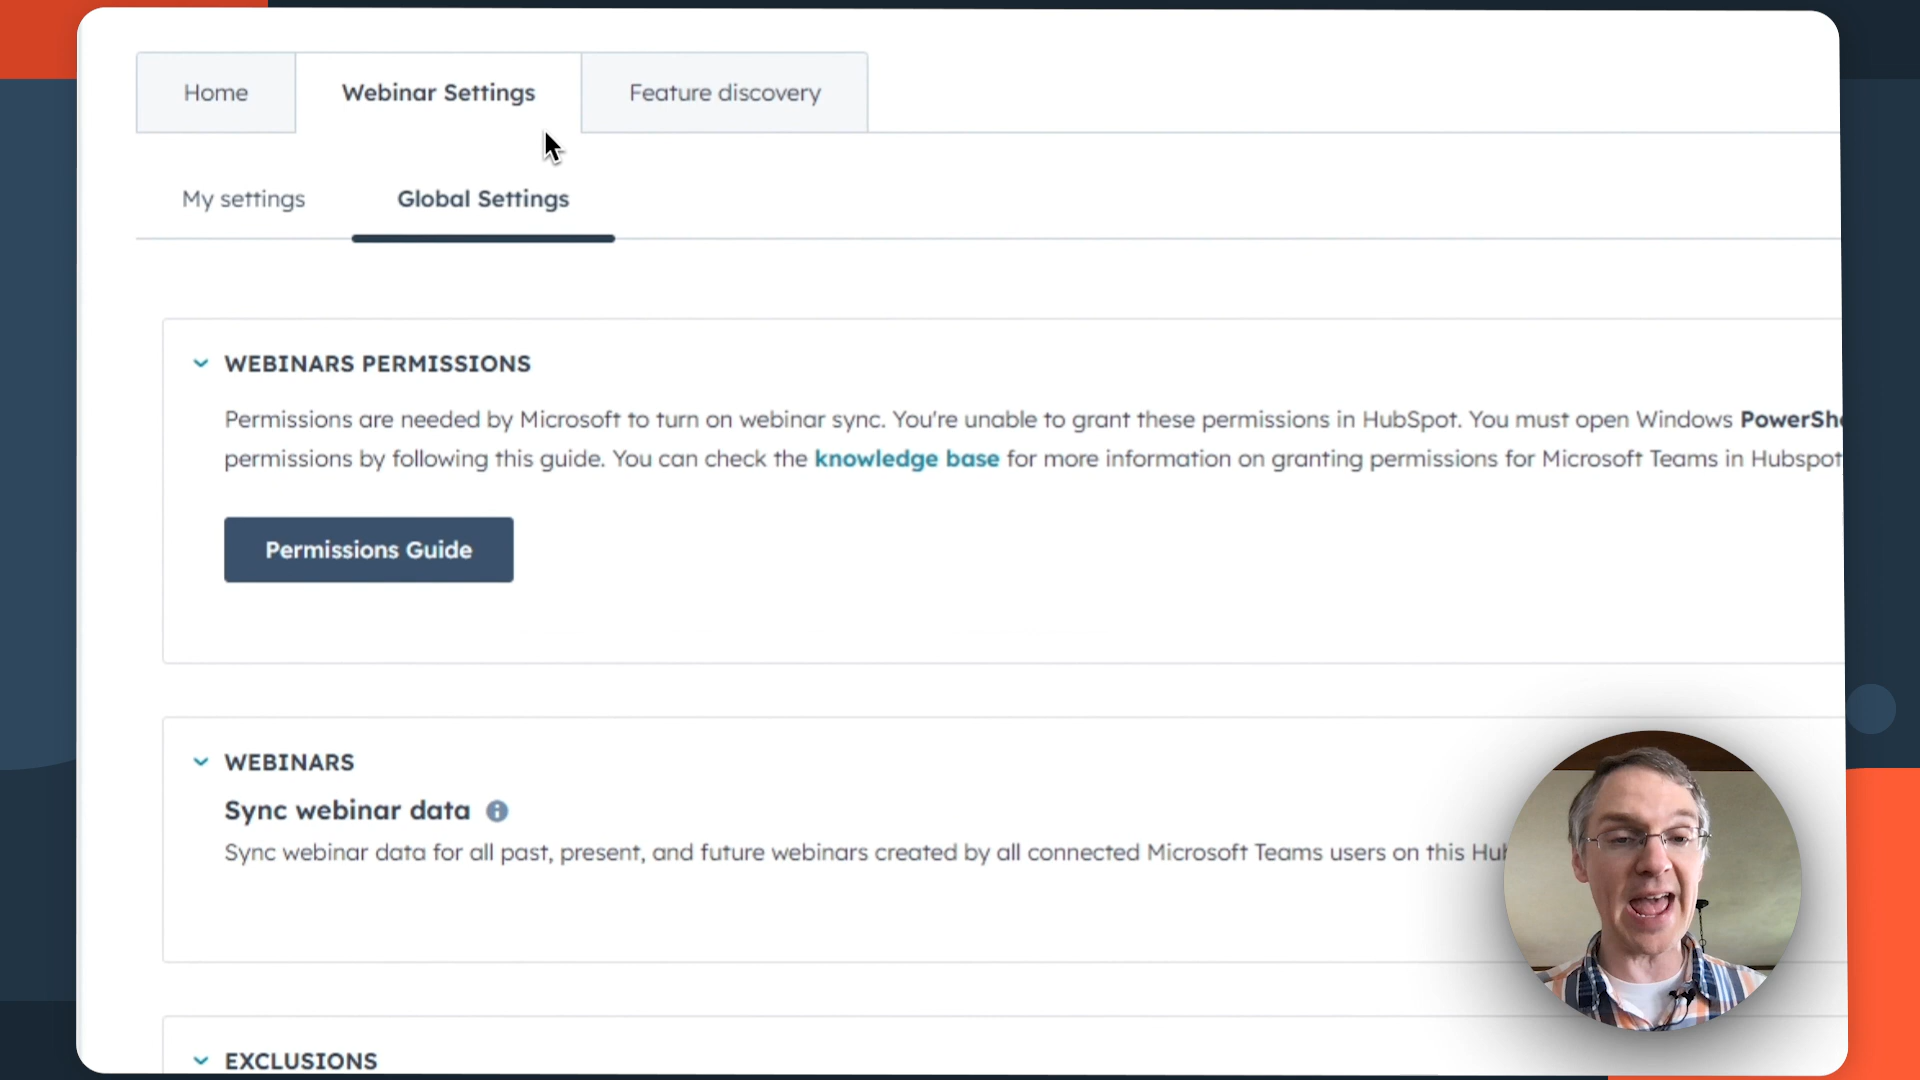 Home
Webinar Settings
Feature discovery
My settings
Global Settings
WEBINARS PERMISSIONS
Permissions are needed by Microsoft to turn on webinar sync. You're unable to grant these permissions in HubSpot. You must open Windows
permissions by following this guide. You can check the knowledge base for more information on granting permissions for Microsoft Teams in Hubspot
Permissions Guide
WEBINARS
Sync webinar data
Sync webinar data for all past, present, and future webinars created by all connected Microsoft Teams users on this
EXCLUSIONS